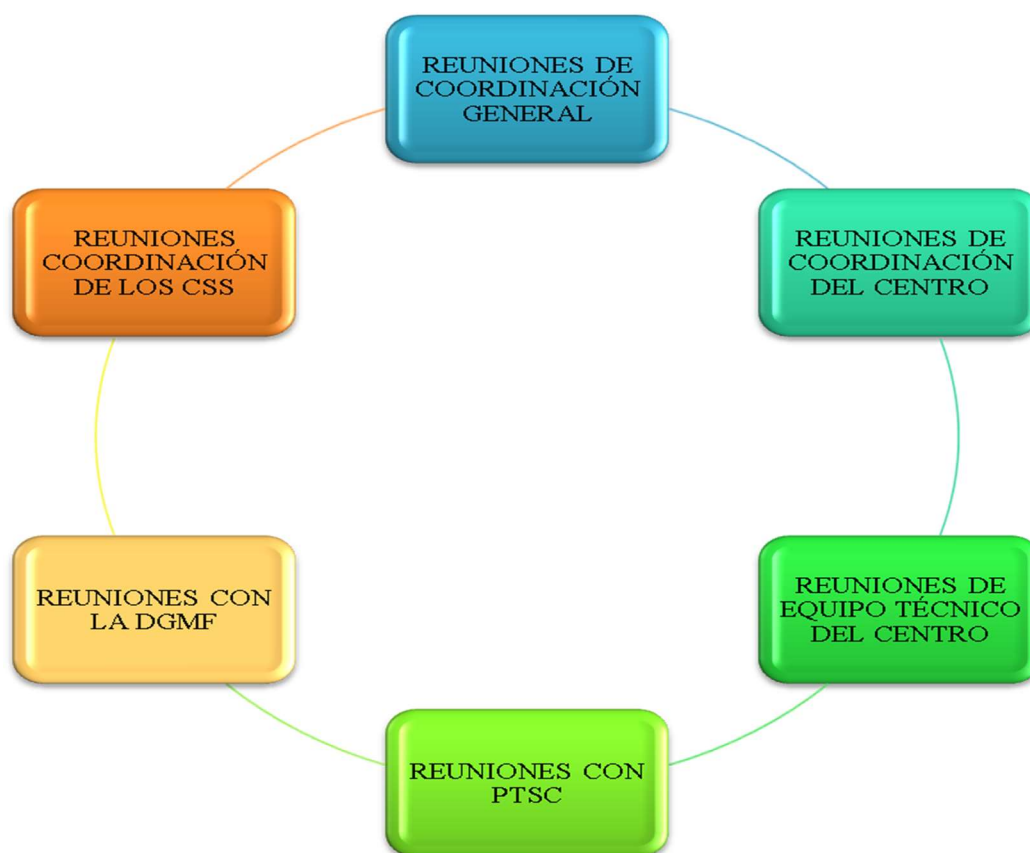 REUNIONES DE
COORDINACIÓN
GENERAL
REUNIONES DE
COORDINACIÓN
DEL CENTRO
REUNIONES DE
EQUIPO TÉCNICO
DEL CENTRO
REUNIONES CON
PTSC
REUNIONES CON
LA DGMF
REUNIONES
COORDINACIÓN
DE LOS CSS